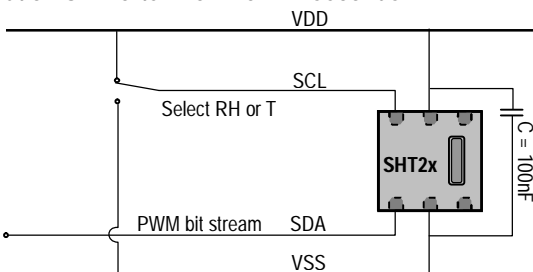 VDD
SCL
Select RH or T
C = 100nF
SHT2x
PWM bit stream SDA
VSS